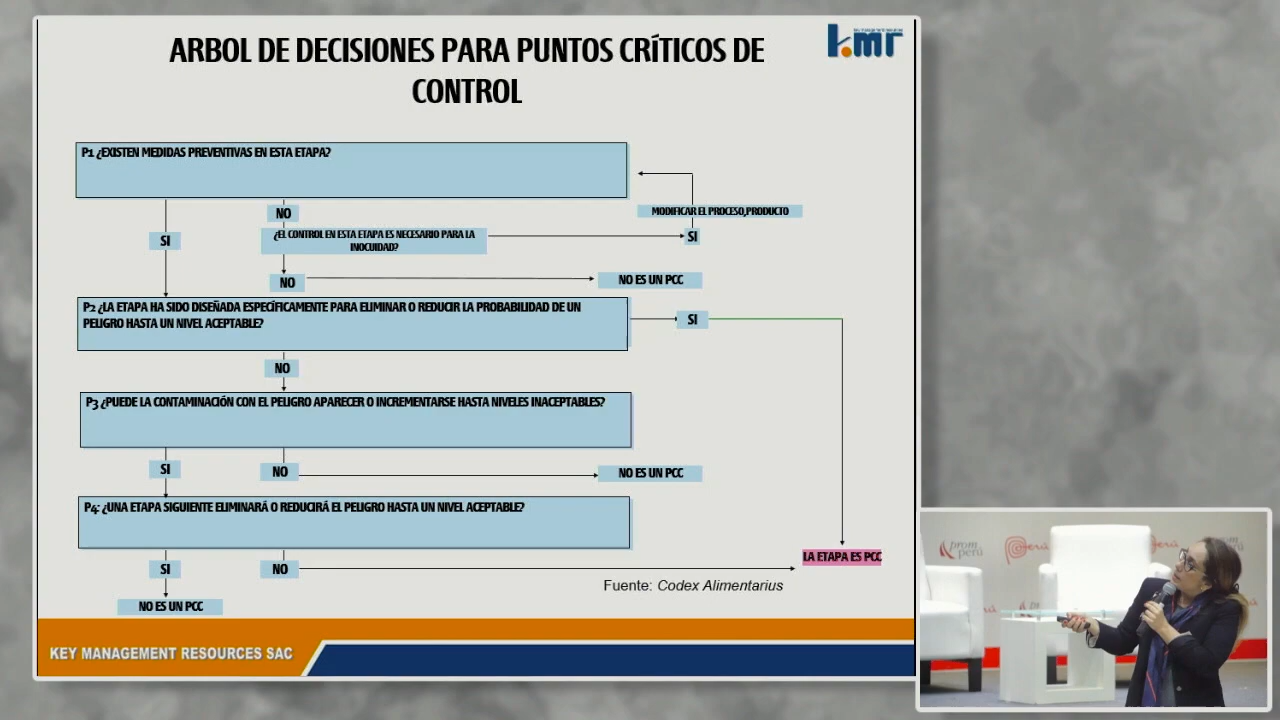 ARBOL DE DECISIONES PARA PUNTOS CRÍTICOS DE
CONTROL
kmr
P1 ¿EXISTEN MEDIDAS PREVENTIVAS EN ESTA ETAPA?
NO
MODIFICAR EL PROCESO,PRODUCTO
SI
¿EL CONTROL EN ESTA ETAPA ES NECESARIO PARA LA
INOCUIDAD?
SI
NO
NO ES UN PCC
P2 ¿LA ETAPA HA SIDO DISEÑADA ESPECÍFICAMENTE PARA ELIMINAR O REDUCIR LA PROBABILIDAD DE UN
PELIGRO HASTA UN NIVEL ACEPTABLE?
SI
NO
P3 ¿PUEDE LA CONTAMINACIÓN CON EL PELIGRO APARECER O INCREMENTARSE HASTA NIVELES INACEPTABLES?
SI
NO
NO ES UN PCC
P4: ¿UNA ETAPA SIGUIENTE ELIMINARÁ O REDUCIRÁ EL PELIGRO HASTA UN NIVEL ACEPTABLE?
SI
NO
LA ETAPA ES PCC
Fuente: Codex Alimentarius
NO ES UN PCC
KEY MANAGEMENT RESOURCES SAC
prom
perú
Perú